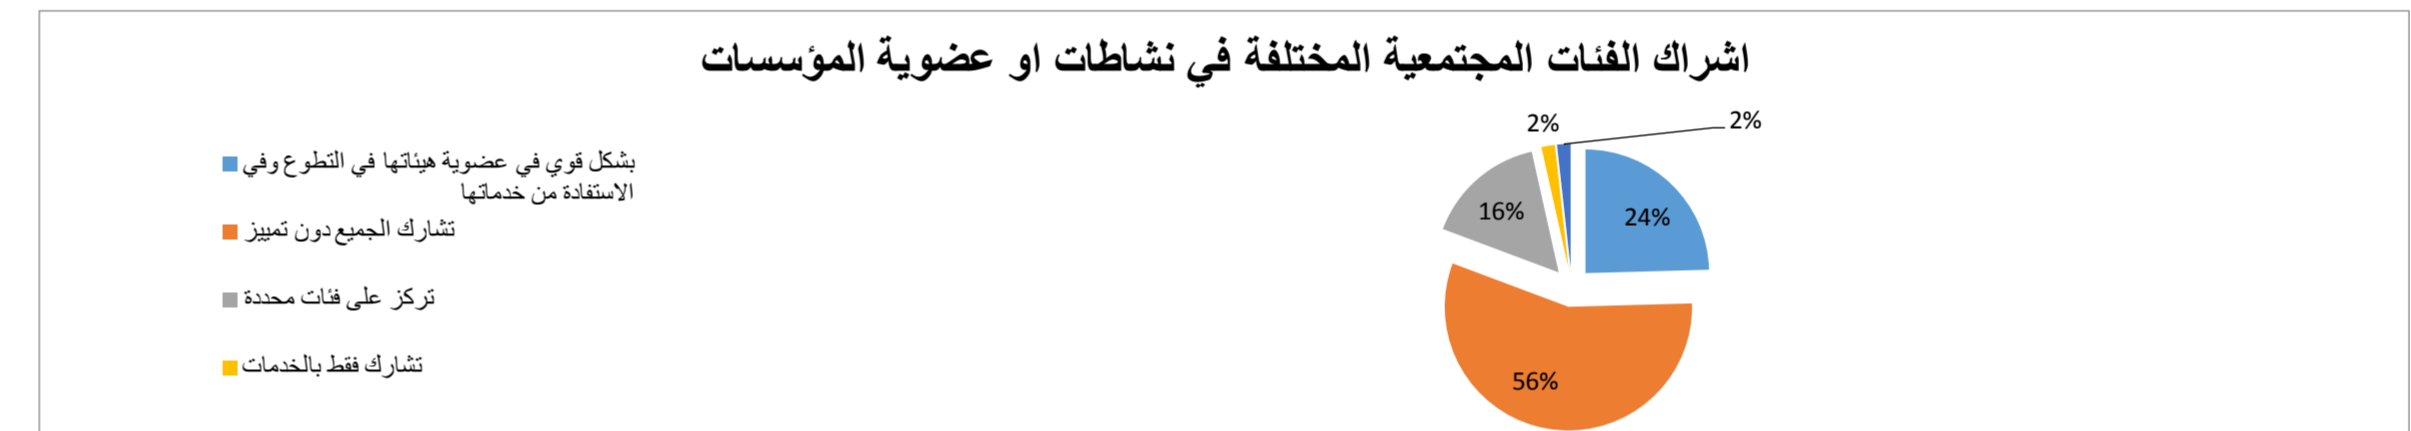 اشراك الفئات المجتمعية المختلفة في نشاطات او عضوية المؤسسات
2%
2%
24%
16%
56%
بشكل قوي في عضوية هيئاتها في التطوع وفي
الاستفادة من خدماتها
تشارك الجميع دون تمييز
تركز على فئات محددة
تشارك فقط بالخدمات